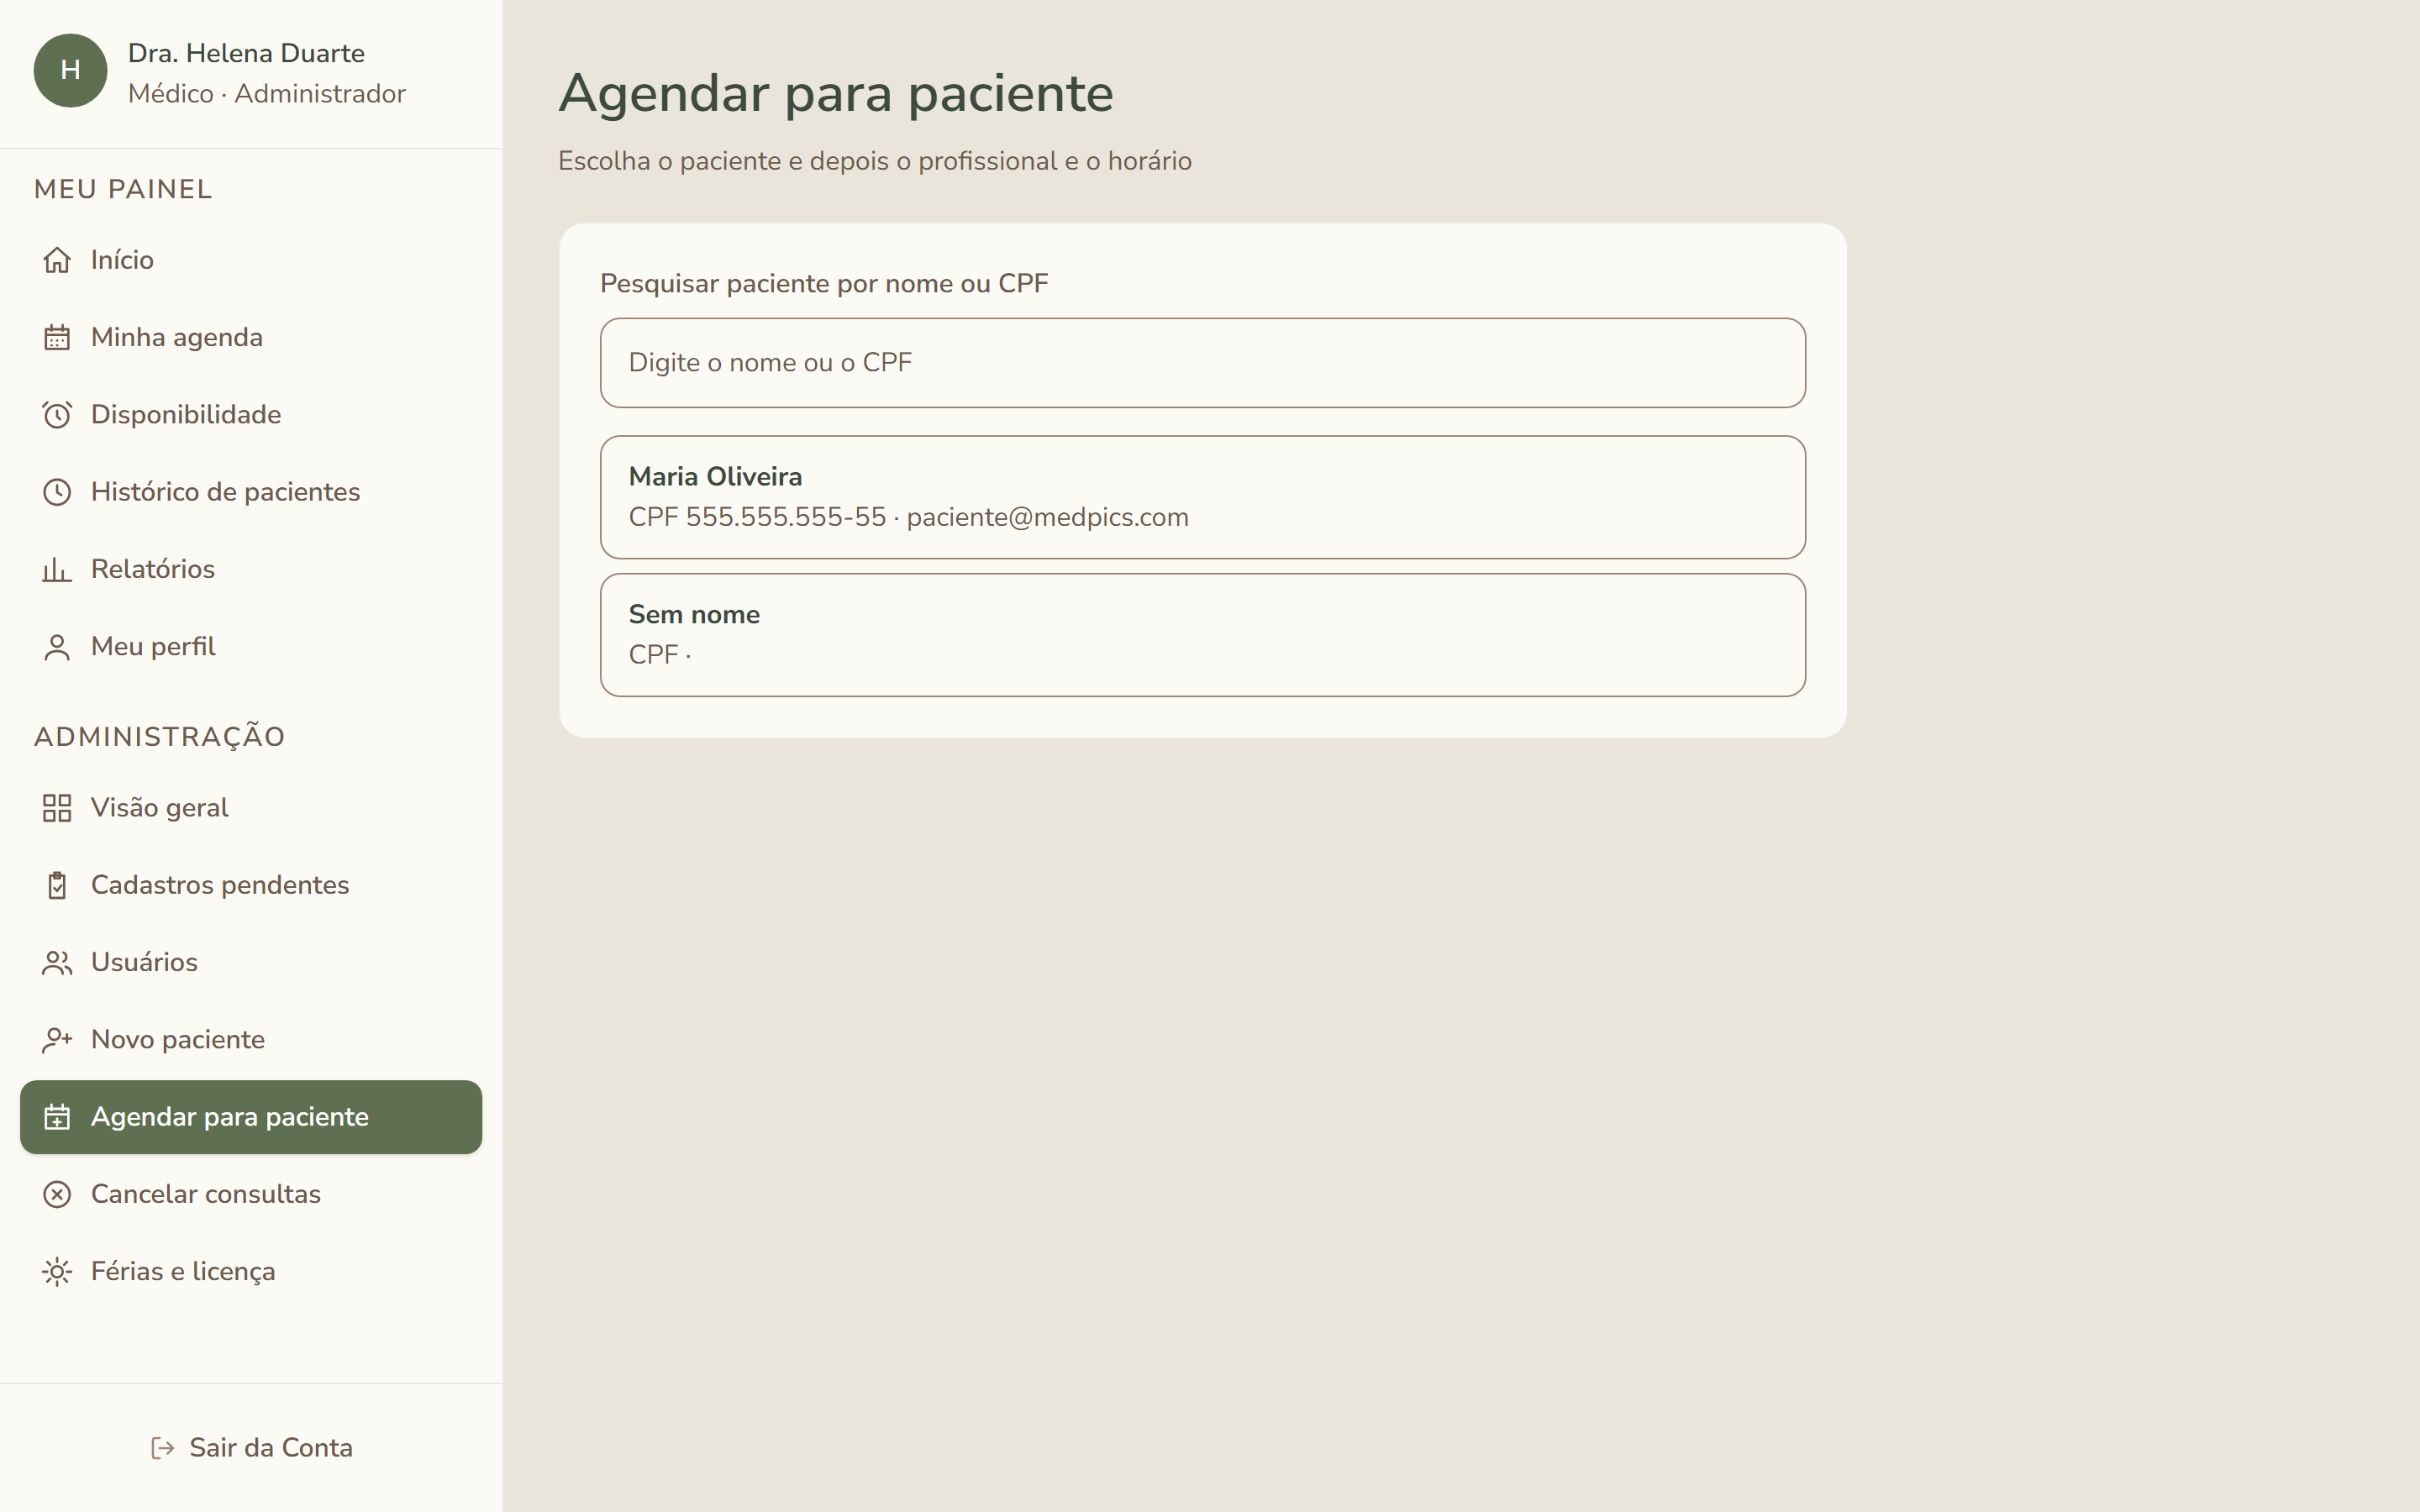 H
Dra. Helena Duarte
Médico · Administrador
MEU PAINEL
Início
Minha agenda
Disponibilidade
Histórico de pacientes
Relatórios
Meu perfil
ADMINISTRAÇÃO
Visão geral
Cadastros pendentes
Usuários
Novo paciente
Agendar para paciente
Cancelar consultas
Férias e licença
Sair da Conta
Agendar para paciente
Escolha o paciente e depois o profissional e o horário
Pesquisar paciente por nome ou CPF
Digite o nome ou o CPF
Maria Oliveira
CPF 555.555.555-55 · paciente@medpics.com
Sem nome
CPF ·